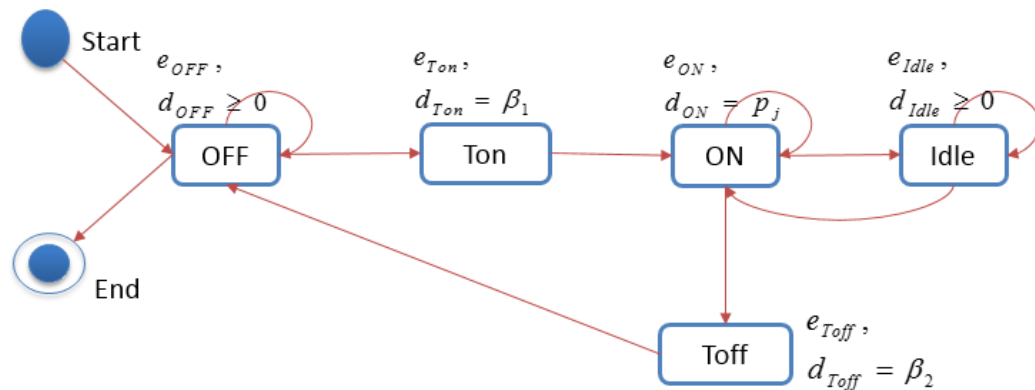 Start
e_OFF ,
d_OFF ≥ 0
e_Ton ,
d_Ton = β_1
e_ON ,
d_ON = p_j
e_Idle ,
d_Idle ≥ 0
OFF
Ton
ON
Idle
End
Toff
e_Toff ,
d_Toff = β_2